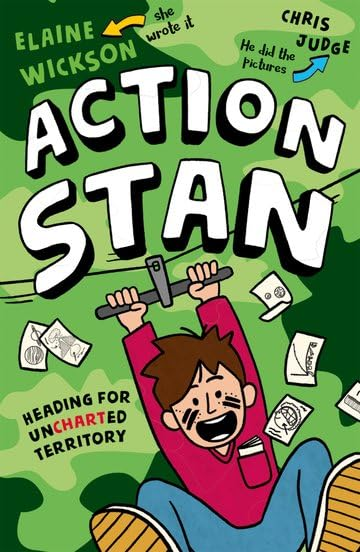 ELAINE
WICKSON
she
wrote it
CHRIS
JUDGE
He did the
pictures
ACTION
STAN
HEADING FOR
UNCHARTED
TERRITORY